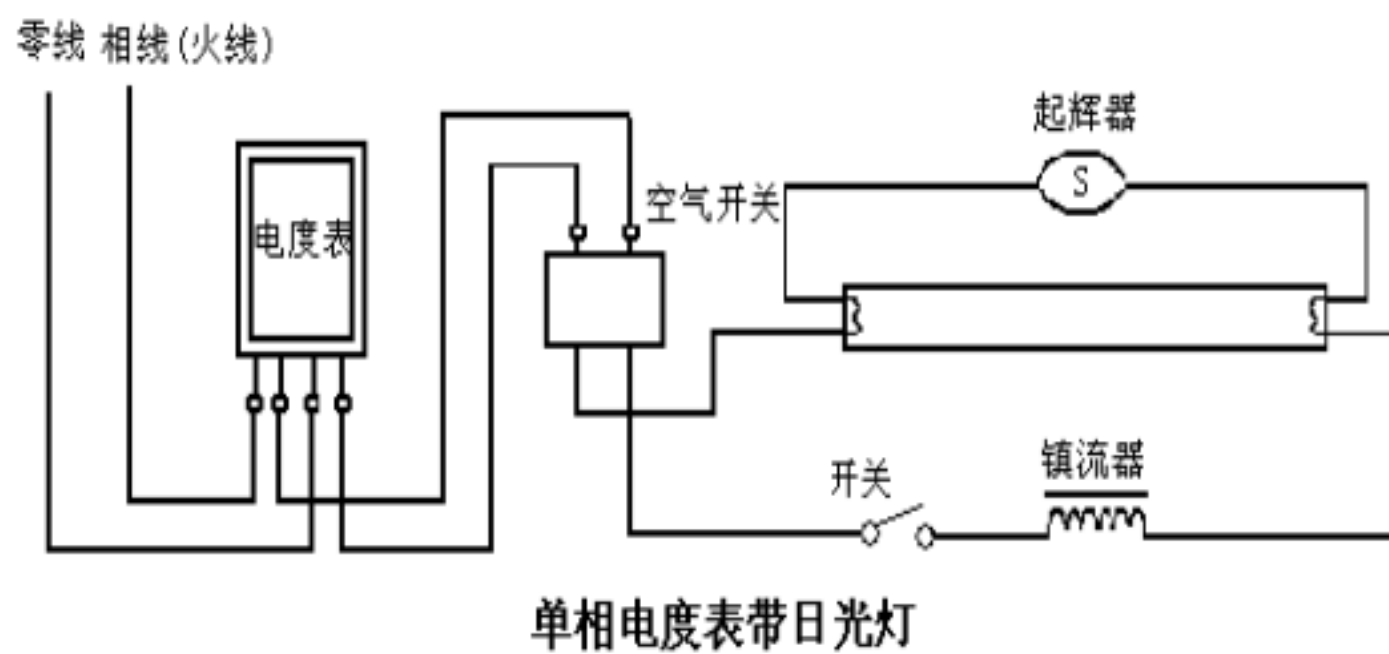 零线 相线(火线)
起辉器
S
空气开关
电度表
镇流器
开关
单相电度表带日光灯